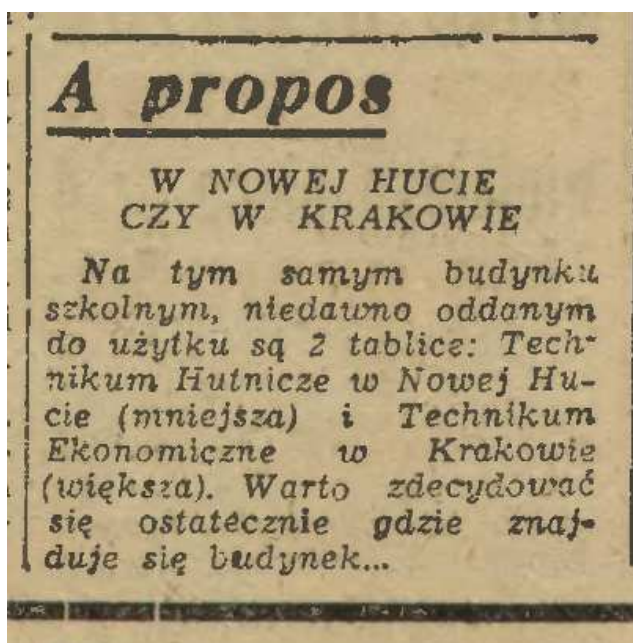 A propos
W NOWEJ HUCIE
CZY W KRAKOWIE
Na tym samym budynku
szkolnym, niedawno oddanym
do użytku są 2 tablice: Tech-
nikum Hutnicze w Nowej Hu-
cie (mniejsza) i Technikum
Ekonomiczne w Krakowie
(większa). Warto zdecydować
się ostatecznie gdzie znaj-
duje się budynek...